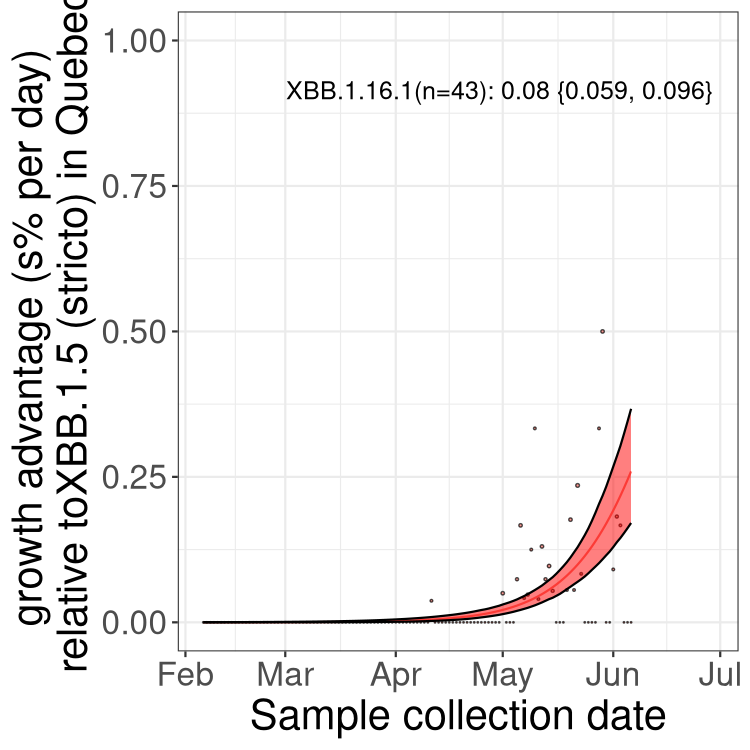 growth advantage (s% per day)
relative toXBB.1.5 (stricto) in Quebec
1.00
0.75
0.50
0.25
0.00
XBB.1.16.1(n=43): 0.08 {0.059, 0.096}
Feb Mar Apr May Jun Jul
Sample collection date